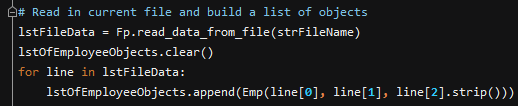 # Read in current file and build a list of objects
lstFileData = Fp.read_data_from_file(strFileName)
lstOfEmployeeObjects.clear()
for line in lstFileData:
    lstOfEmployeeObjects.append(Emp(line[0], line[1], line[2].strip()))